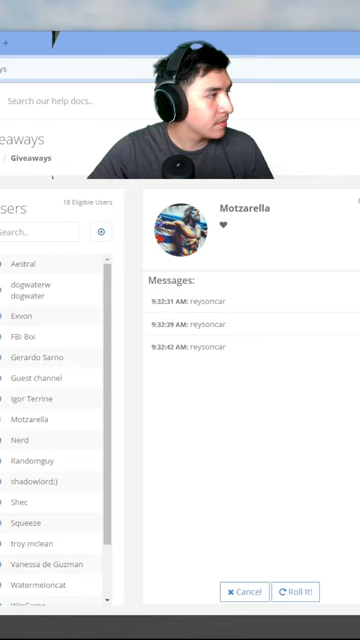 +
ys
Search our help docs..
eaways
/ Giveaways
sers
18 Eligible Users
Search..
Aestral
dogwaterw
dogwater
Exvon
FBI Boi
Gerardo Sarno
Guest channel
Igor Terrine
Motzarella
Nerd
Randomguy
shadowlord;)
Shec
Squeeze
troy mclean
Vanessa de Guzman
Watermeloncat
Motzarella
Messages:
9:32:31 AM: reysoncar
9:32:39 AM: reysoncar
9:32:42 AM: reysoncar
Cancel
Roll It!